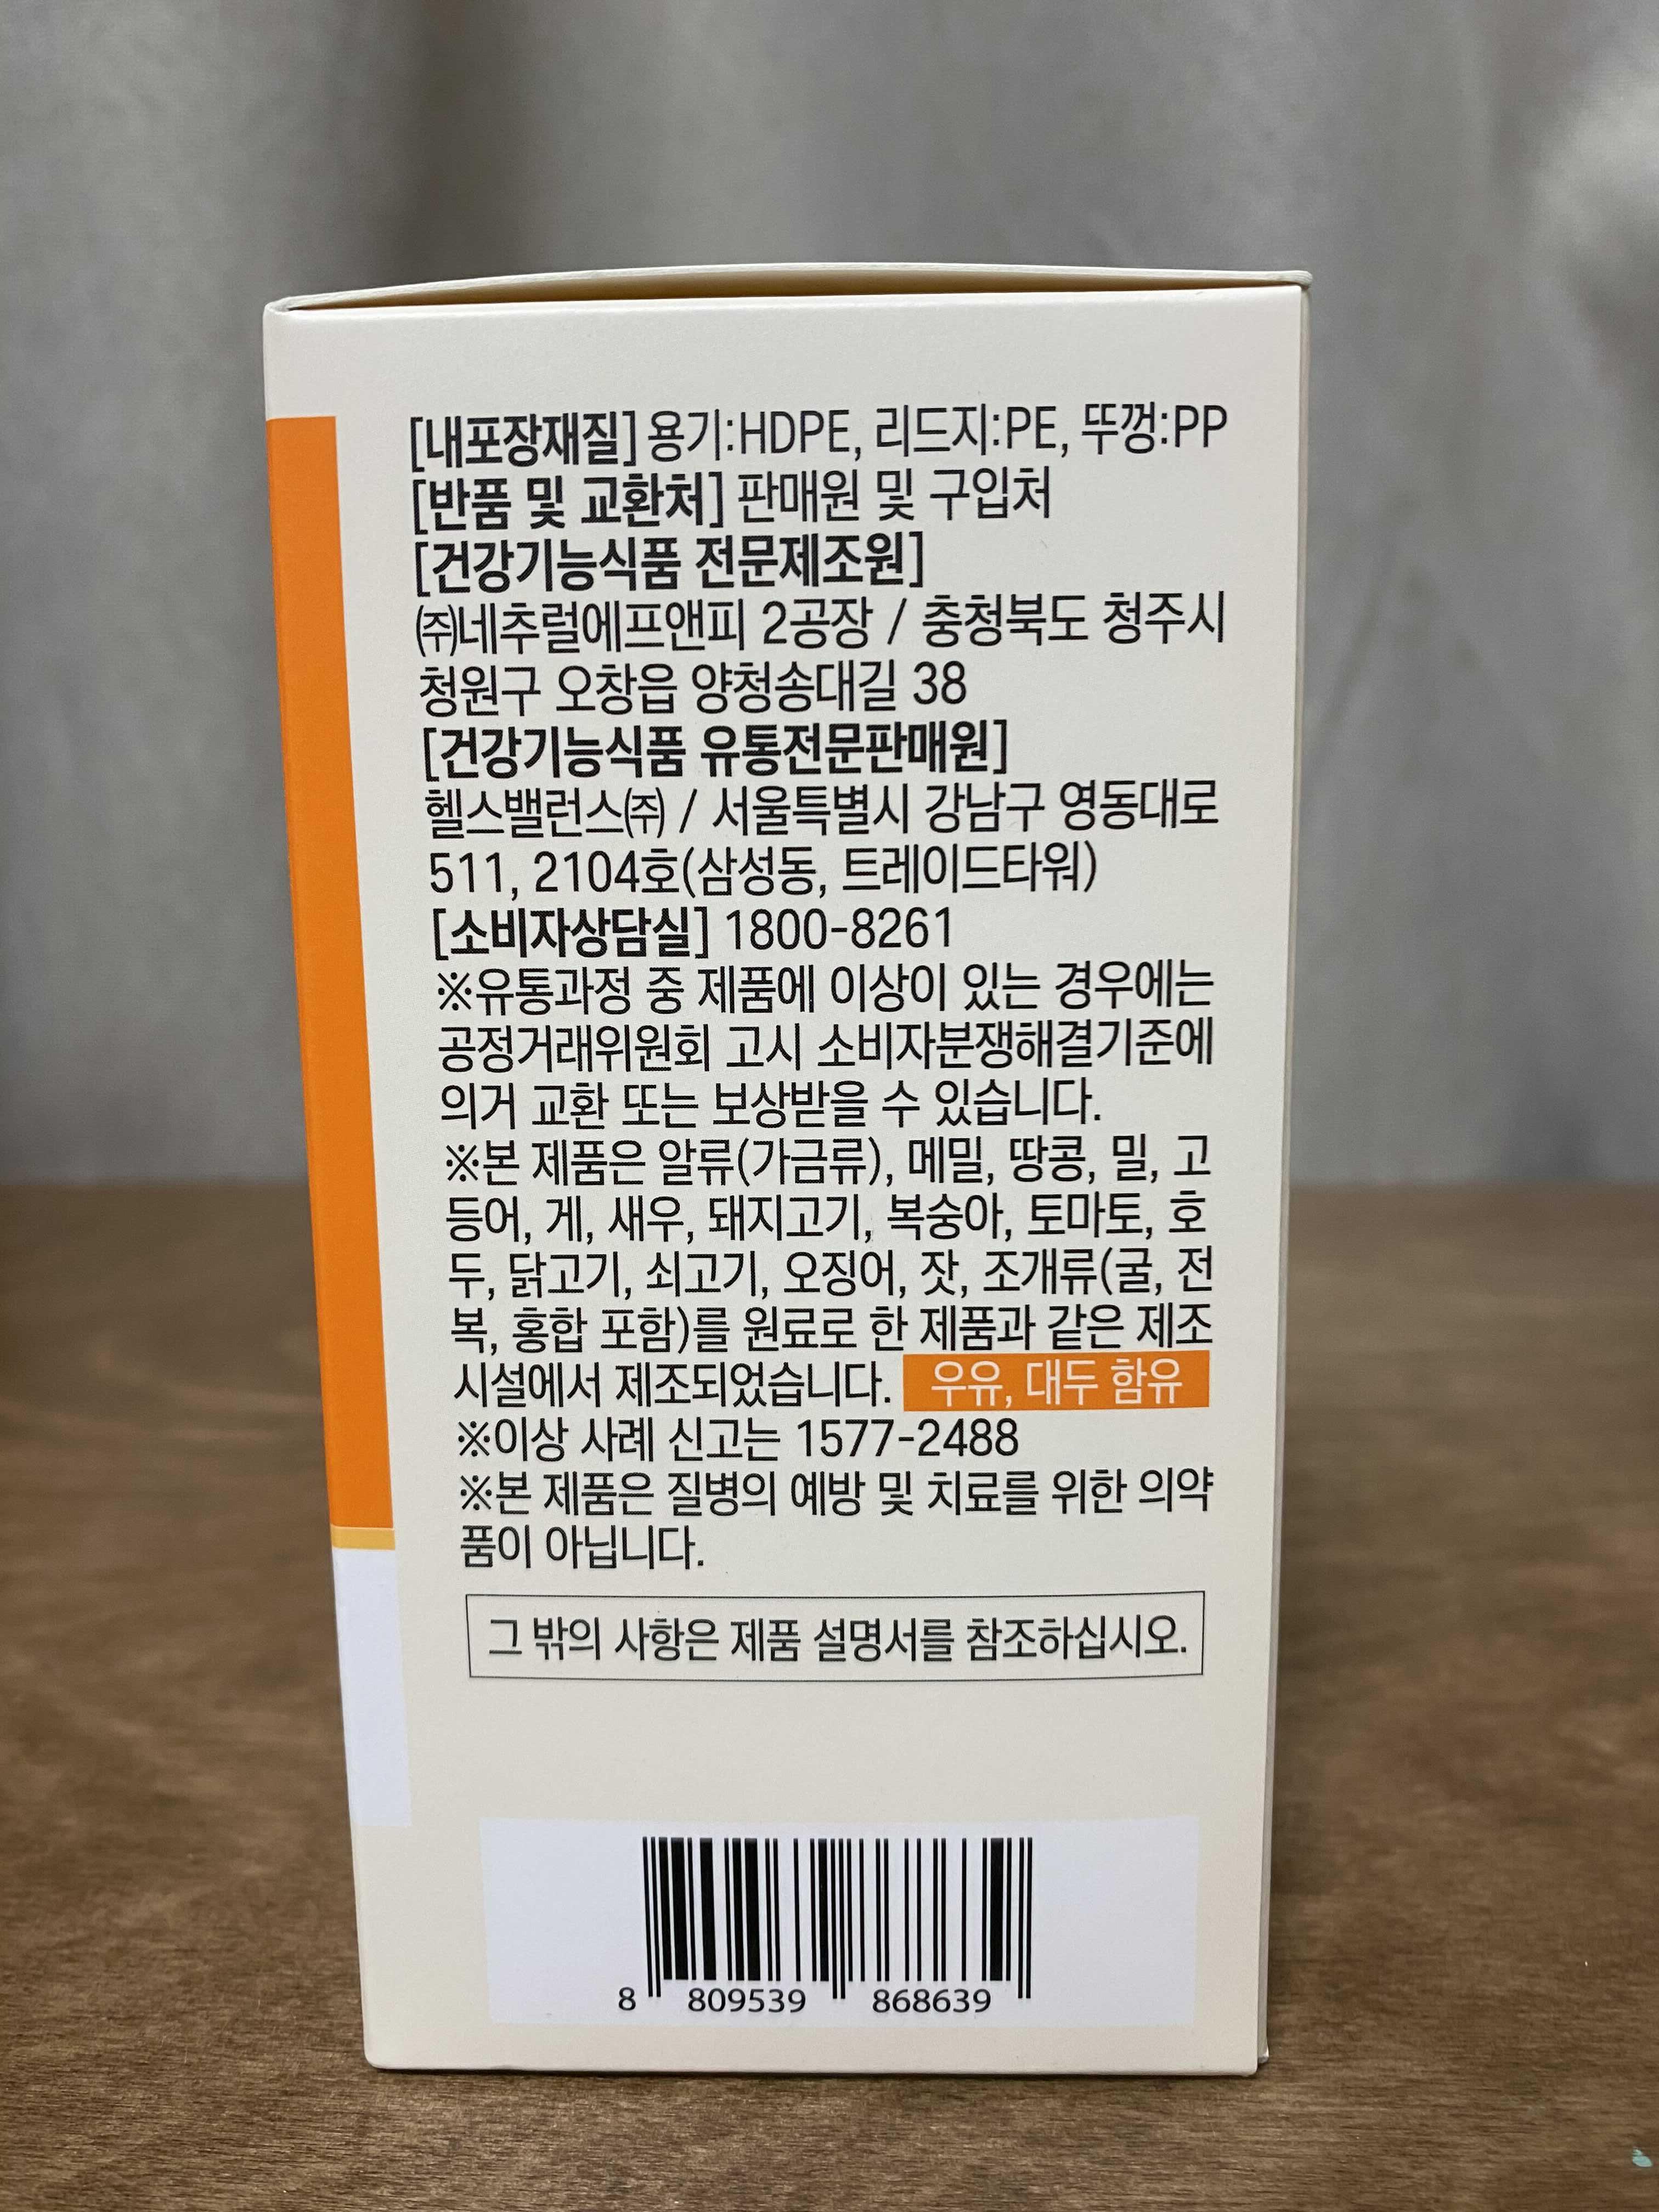 [내포장재질] 용기:HDPE, 리드지:PE, 뚜껑:PP
[반품 및 교환처] 판매원 및 구입처
[건강기능식품 전문제조원]
㈜네추럴에프앤피 2공장 / 충청북도 청주시
청원구 오창읍 양청송대길 38
[건강기능식품 유통전문판매원]
헬스밸런스㈜ / 서울특별시 강남구 영동대로
511, 2104호(삼성동, 트레이드타워)
[소비자상담실] 1800-8261
※유통과정 중 제품에 이상이 있는 경우에는
공정거래위원회 고시 소비자분쟁해결기준에
의거 교환 또는 보상받을 수 있습니다.
※본 제품은 알류(가금류), 메밀, 땅콩, 밀, 고
등어, 게, 새우, 돼지고기, 복숭아, 토마토, 호
두, 닭고기, 쇠고기, 오징어, 잣, 조개류(굴, 전
복, 홍합 포함)를 원료로 한 제품과 같은 제조
시설에서 제조되었습니다. 우유, 대두 함유
※이상 사례 신고는 1577-2488
※본 제품은 질병의 예방 및 치료를 위한 의약
품이 아닙니다.
그 밖의 사항은 제품 설명서를 참조하십시오.
8 809539 868639